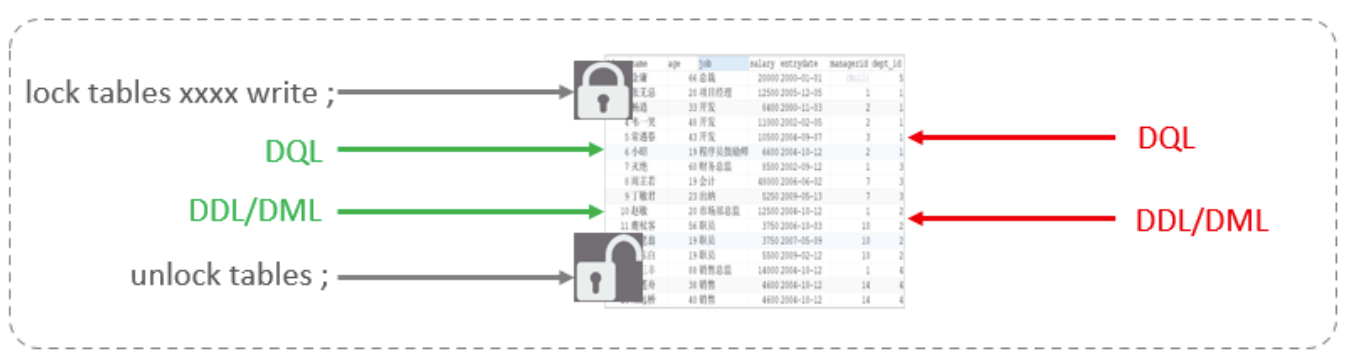 lock tables xxxx write ;
DQL
DDL/DML
unlock tables ;
name age job salary entrydate managerid dept_id
66 总裁 20000 2000-01-01 (Null) 5
20 项目经理 12500 2005-12-05 1 1
33 开发 8400 2000-11-03 2 1
48 开发 11000 2002-02-05 2 1
5 常遇春 43 开发 10500 2004-09-07 3 1
6 小昭 19 程序员鼓励师 6600 2004-10-12 2 1
7 灭绝 60 财务总监 8500 2002-09-12 1 3
8 周芷若 19 会计 48000 2006-06-02 7 3
9 丁敏君 23 出纳 5250 2009-05-13 7 3
10 赵敏 20 市场部总监 12500 2004-10-12 1 2
11 鹿杖客 56 职员 3750 2006-10-03 10 2
19 职员 3750 2007-05-09 10 2
19 职员 5500 2009-02-12 10 2
88 销售总监 14000 2004-10-12 1 4
38 销售 4600 2004-10-12 14 4
40 销售 4600 2004-10-12 14 4
DQL
DDL/DML